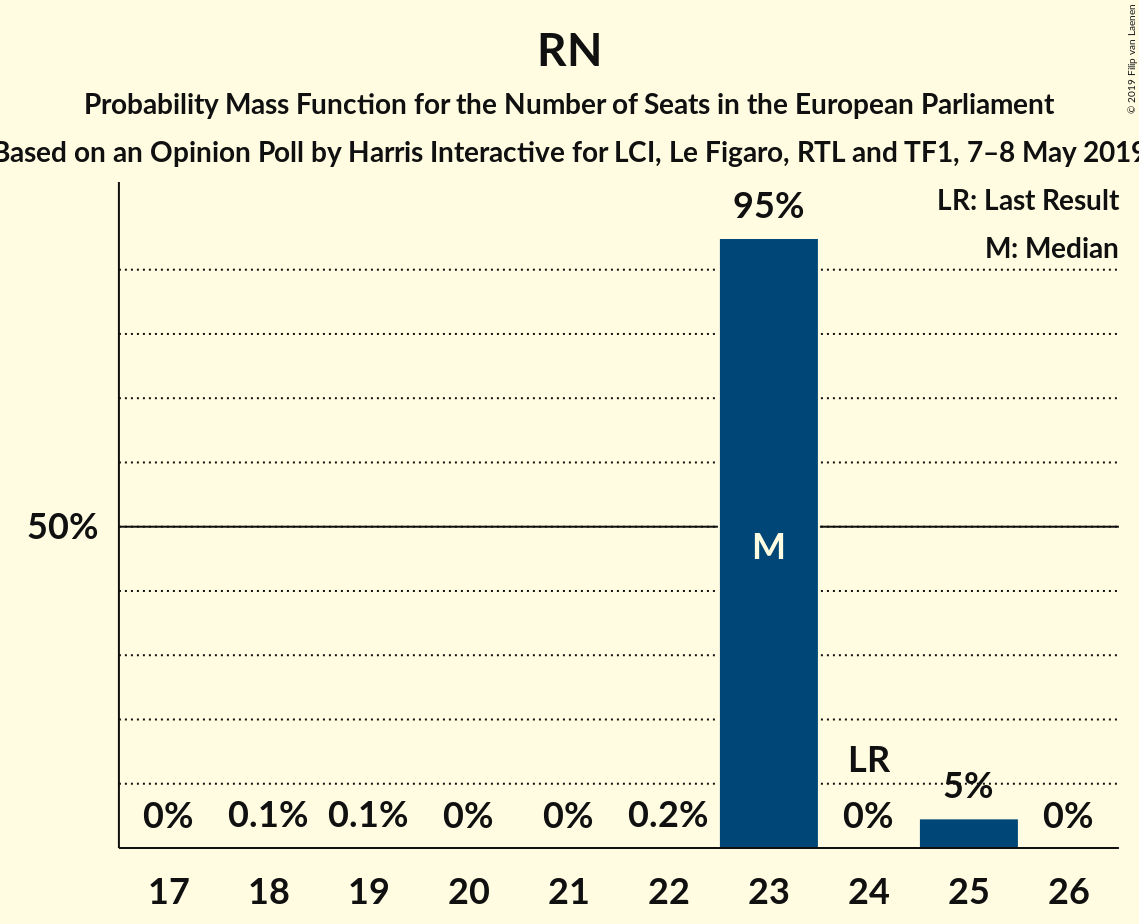 RN
Probability Mass Function for the Number of Seats in the European Parliament
Based on an Opinion Poll by Harris Interactive for LCI, Le Figaro, RTL and TF1, 7–8 May 2019
© 2019 Filip van Laenen
LR: Last Result
M: Median
95%
50%
M
LR
5%
0% 0.1% 0.1% 0% 0% 0.2% 0% 0%
17 18 19 20 21 22 23 24 25 26